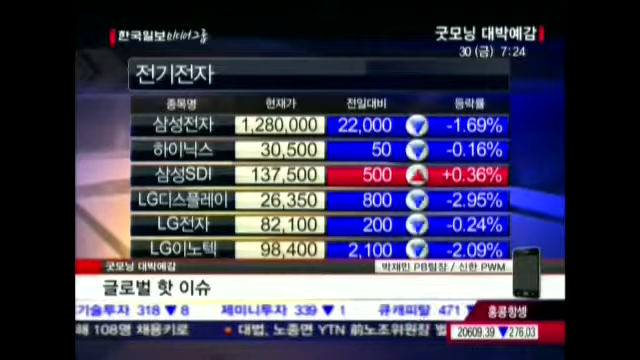 한국일보 미디어그룹
굿모닝 대박예감
30 (금) 7:24
전기전자
종목명 현재가 전일대비 등락률
삼성전자 1,280,000 22,000 ▼ -1.69%
하이닉스 30,500 50 ▼ -0.16%
삼성SDI 137,500 500 ▲ +0.36%
LG디스플레이 26,350 800 ▼ -2.95%
LG전자 82,100 200 ▼ -0.24%
LG이노텍 98,400 2,100 ▼ -2.09%
굿모닝 대박예감
박재민 PB팀장 / 신한 PWM
글로벌 핫 이슈
기술투자 318 ▼ 8 제미니투자 339 ▼ 1 큐캐피탈 471 ▼
홍콩항셍
해 108명 채용키로 • 대법, 노종면 YTN 前노조위원장 벌
20609.39 ▼276.03